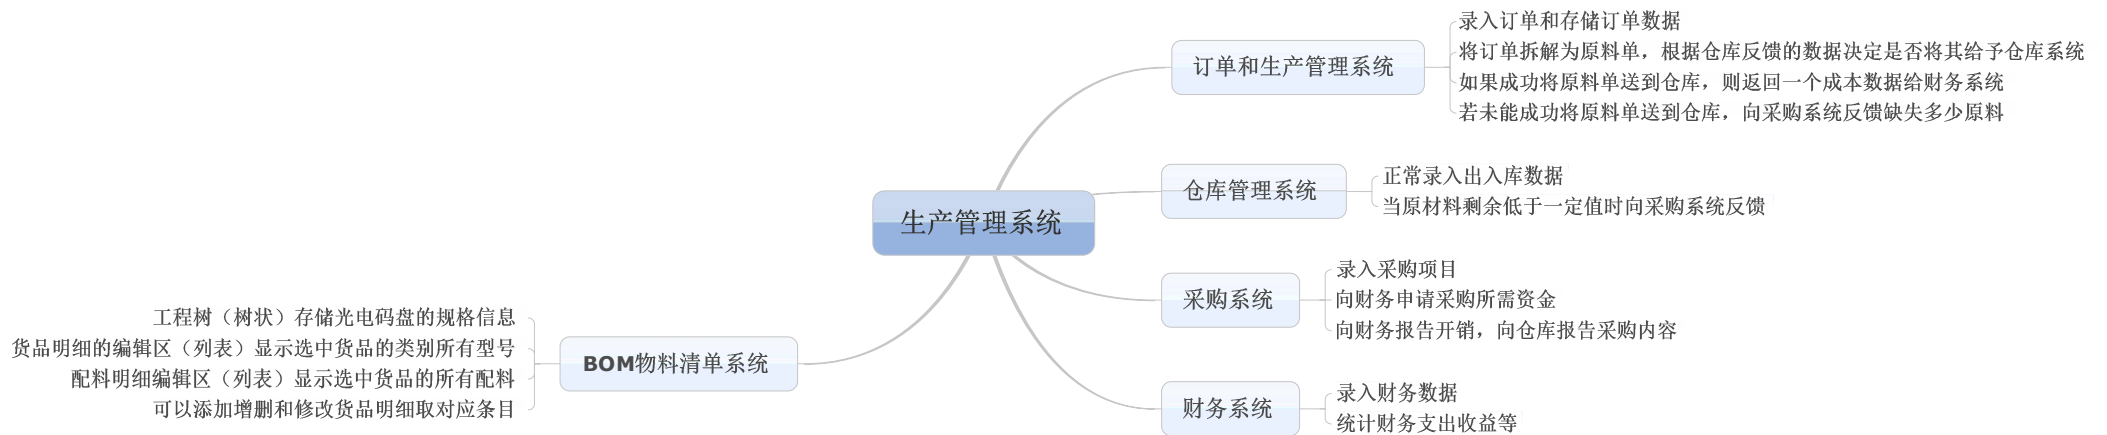 生产管理系统
订单和生产管理系统
录入订单和存储订单数据
将订单拆解为原料单，根据仓库反馈的数据决定是否将其给予仓库系统
如果成功将原料单送到仓库，则返回一个成本数据给财务系统
若未能成功将原料单送到仓库，向采购系统反馈缺失多少原料
仓库管理系统
正常录入出入库数据
当原材料剩余低于一定值时向采购系统反馈
采购系统
录入采购项目
向财务申请采购所需资金
向财务报告开销，向仓库报告采购内容
财务系统
录入财务数据
统计财务支出收益等
BOM物料清单系统
工程树（树状）存储光电码盘的规格信息
货品明细的编辑区（列表）显示选中货品的类别所有型号
配料明细编辑区（列表）显示选中货品的所有配料
可以添加增删和修改货品明细取对应条目